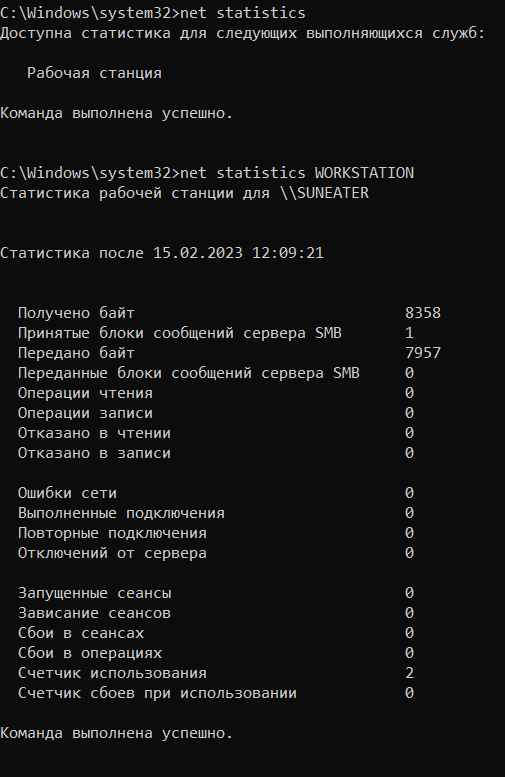 C:\Windows\system32>net statistics
Доступна статистика для следующих выполняющихся служб:
Рабочая станция
Команда выполнена успешно.
C:\Windows\system32>net statistics WORKSTATION
Статистика рабочей станции для \\SUNEATER
Статистика после 15.02.2023 12:09:21
Получено байт 8358
Принятые блоки сообщений сервера SMB 1
Передано байт 7957
Переданные блоки сообщений сервера SMB 0
Операции чтения 0
Операции записи 0
Отказано в чтении 0
Отказано в записи 0
Ошибки сети 0
Выполненные подключения 0
Повторные подключения 0
Отключений от сервера 0
Запущенные сеансы 0
Зависание сеансов 0
Сбои в сеансах 0
Сбои в операциях 0
Счетчик использования 2
Счетчик сбоев при использовании 0
Команда выполнена успешно.